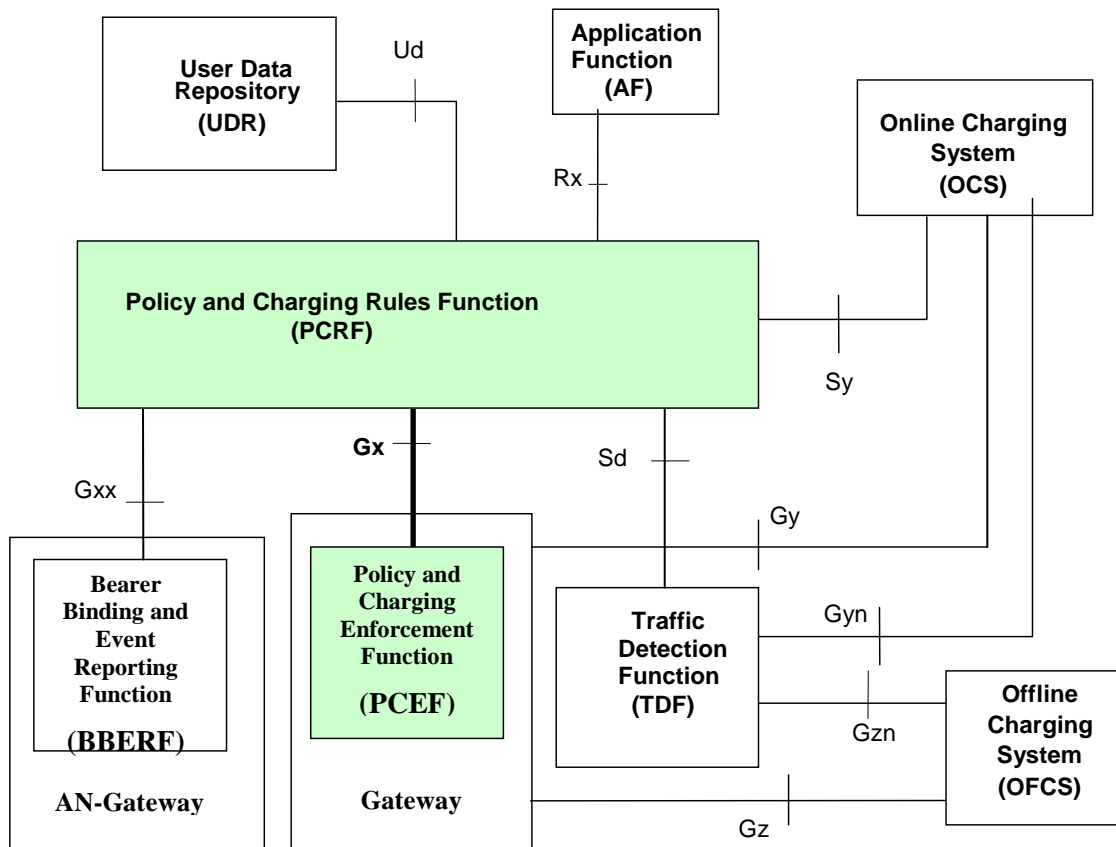 User Data
Repository
(UDR)
Ud
Application
Function
(AF)
Rx
Online Charging
System
(OCS)
Policy and Charging Rules Function
(PCRF)
Sy
Gxx
Gx
Sd
Gy
Bearer
Binding and
Event
Reporting
Function
(BBERF)
AN-Gateway
Policy and
Charging
Enforcement
Function
(PCEF)
Gateway
Traffic
Detection
Function
(TDF)
Gyn
Gzn
Gz
Offline
Charging
System
(OFCS)